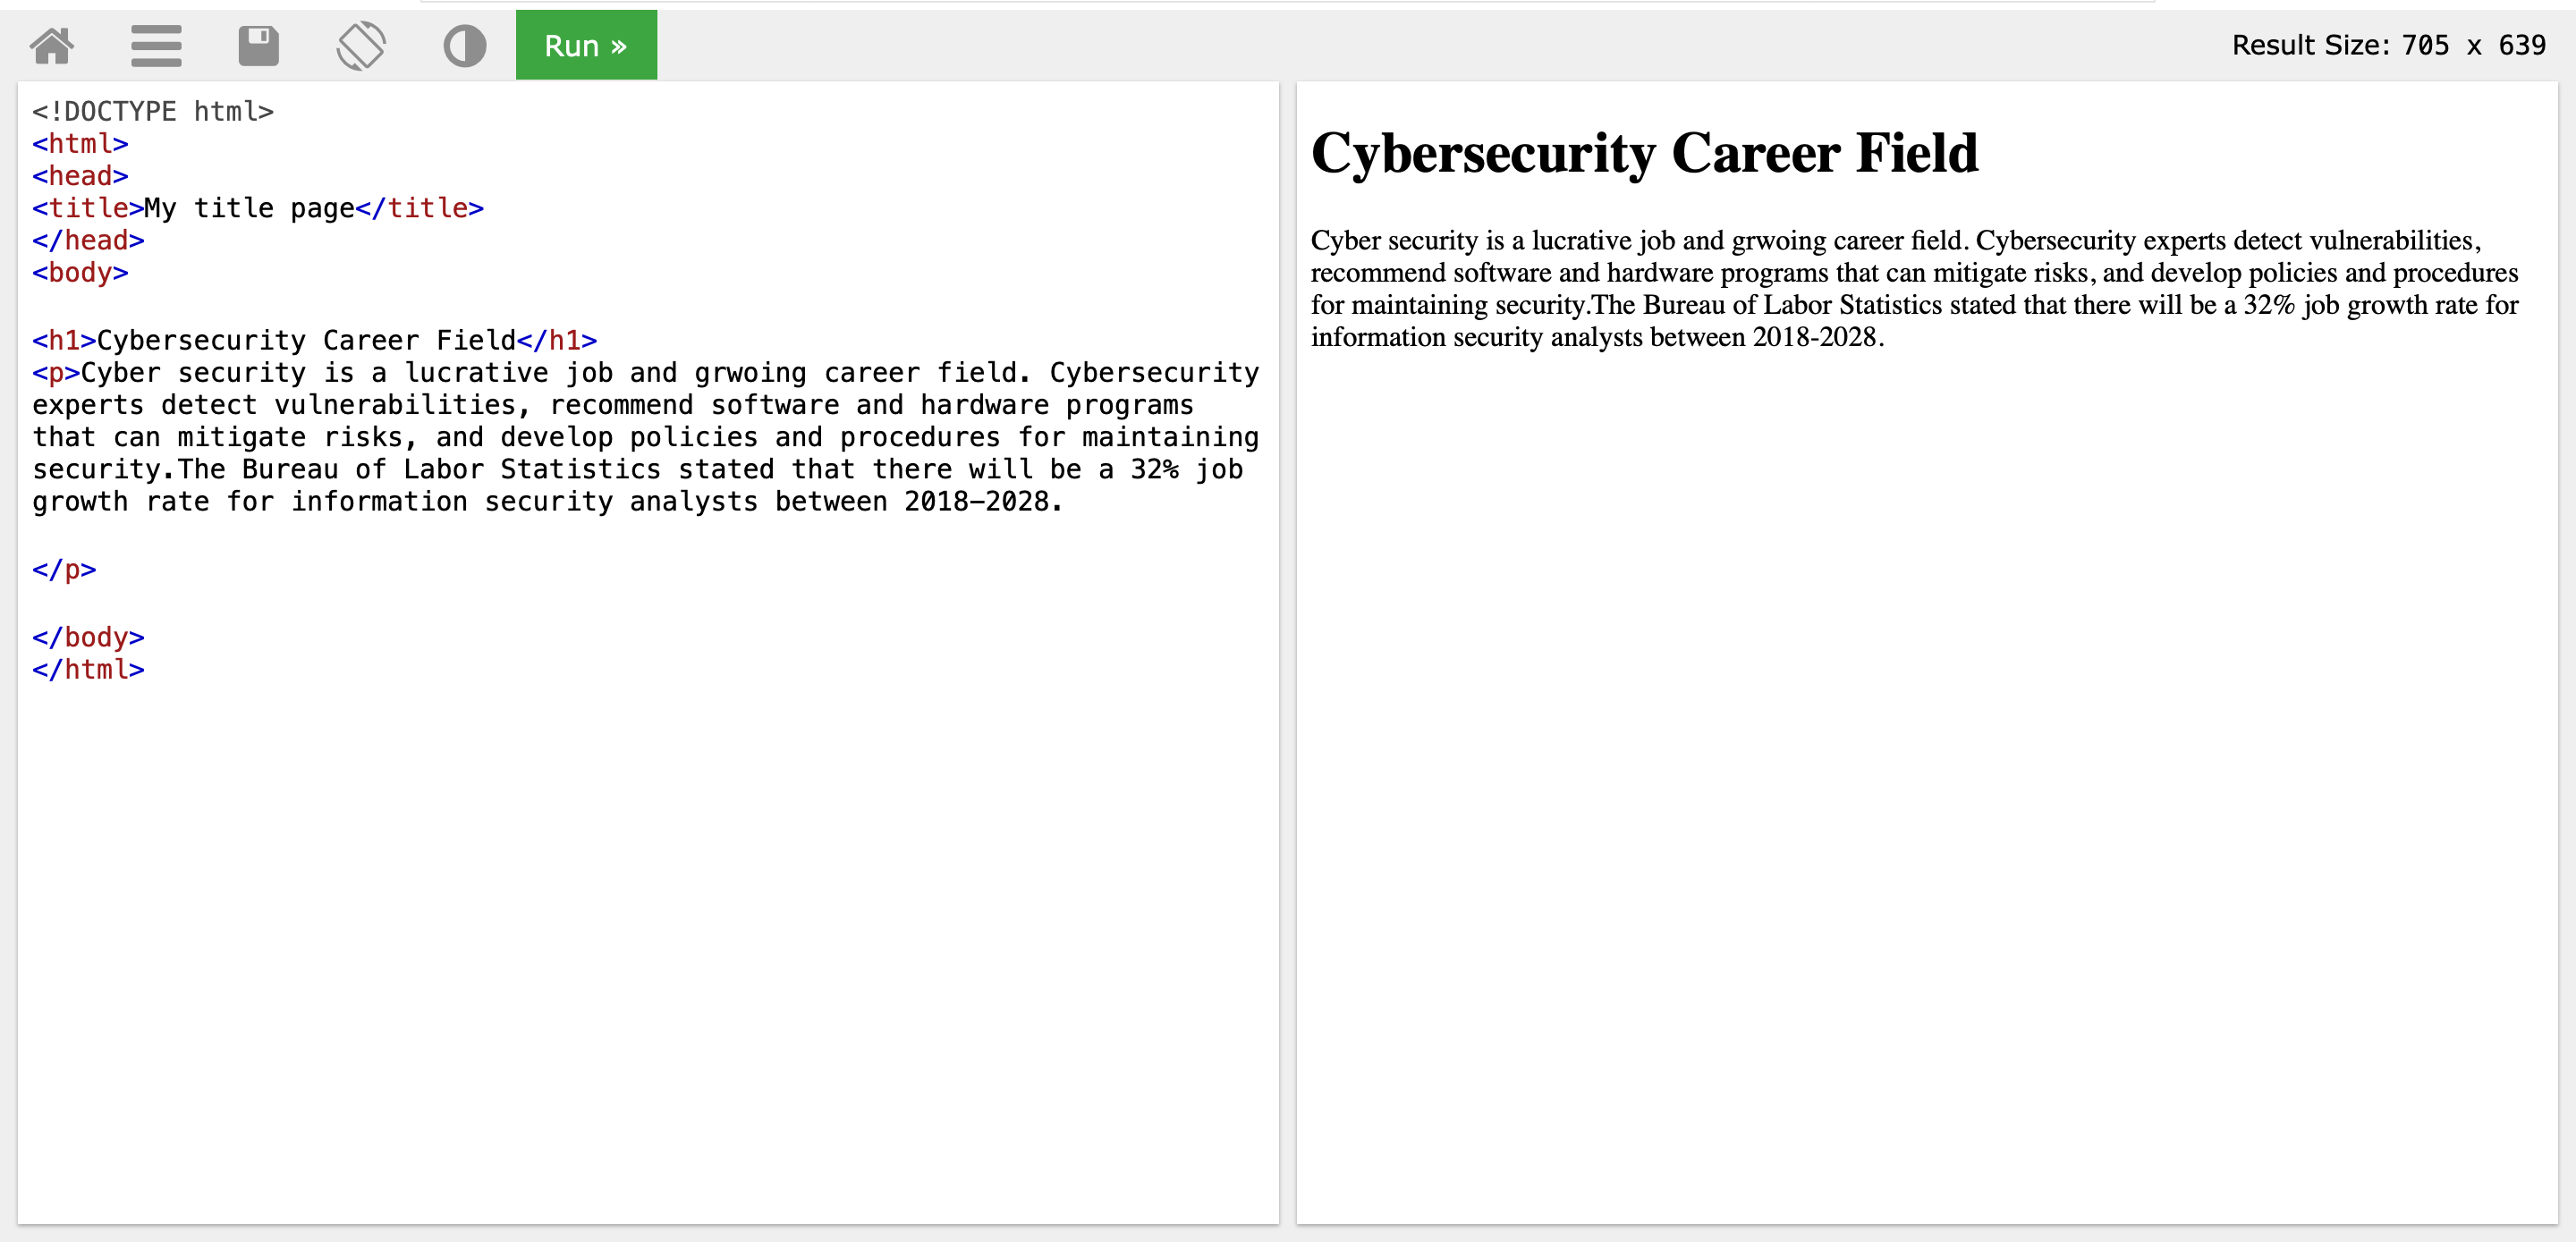 Run »
Result Size: 705 x 639
<!DOCTYPE html>
<html>
<head>
<title>My title page</title>
</head>
<body>
<h1>Cybersecurity Career Field</h1>
<p>Cyber security is a lucrative job and grwoing career field. Cybersecurity
experts detect vulnerabilities, recommend software and hardware programs
that can mitigate risks, and develop policies and procedures for maintaining
security.The Bureau of Labor Statistics stated that there will be a 32% job
growth rate for information security analysts between 2018-2028.
</p>
</body>
</html>
Cybersecurity Career Field
Cyber security is a lucrative job and grwoing career field. Cybersecurity experts detect vulnerabilities,
recommend software and hardware programs that can mitigate risks, and develop policies and procedures
for maintaining security.The Bureau of Labor Statistics stated that there will be a 32% job growth rate for
information security analysts between 2018-2028.